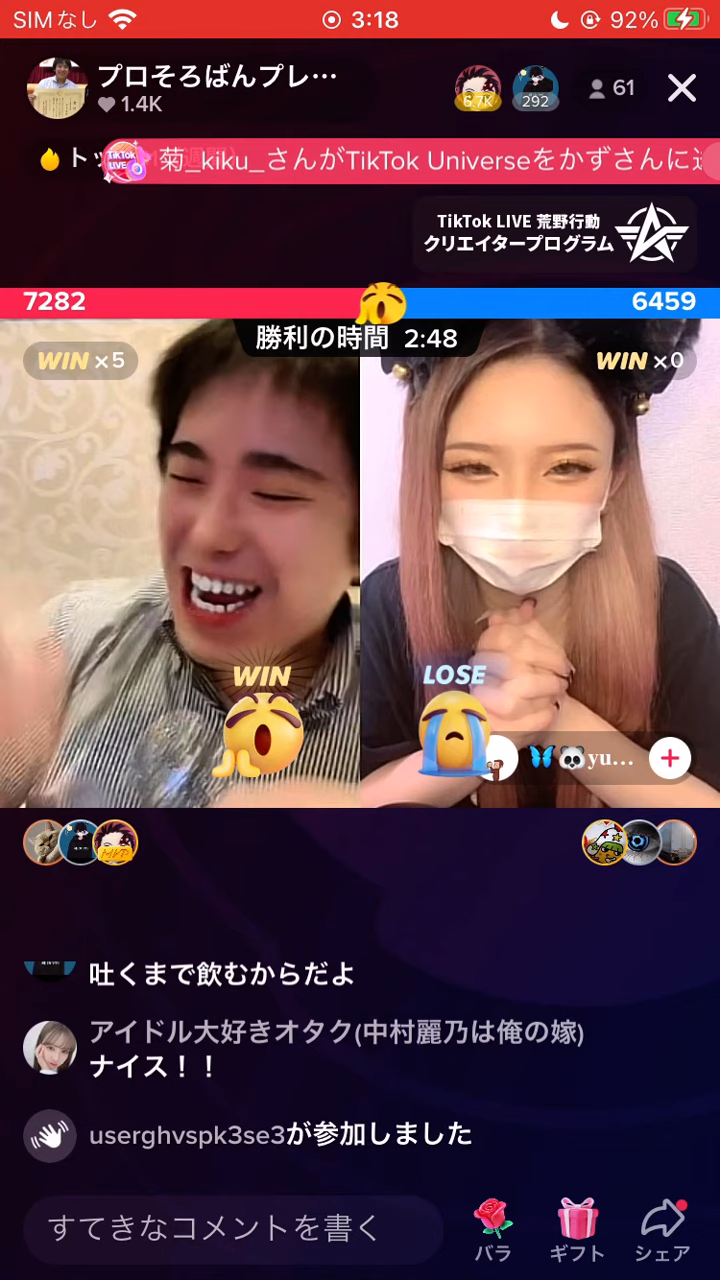 SIMなし 3:18 92%
プロそろばんプレ…
1.4K
6.7K 292 61
菊_kiku_さんがTikTok Universeをかずさんに
TikTok LIVE
TikTok LIVE 荒野行動
クリエイタープログラム
7282 6459
勝利の時間 2:48
WIN ×5 WIN ×0
WIN LOSE
yu…
吐くまで飲むからだよ
アイドル大好きオタク(中村麗乃は俺の嫁)
ナイス！！
userghvspk3se3が参加しました
すてきなコメントを書く
バラ ギフト シェア